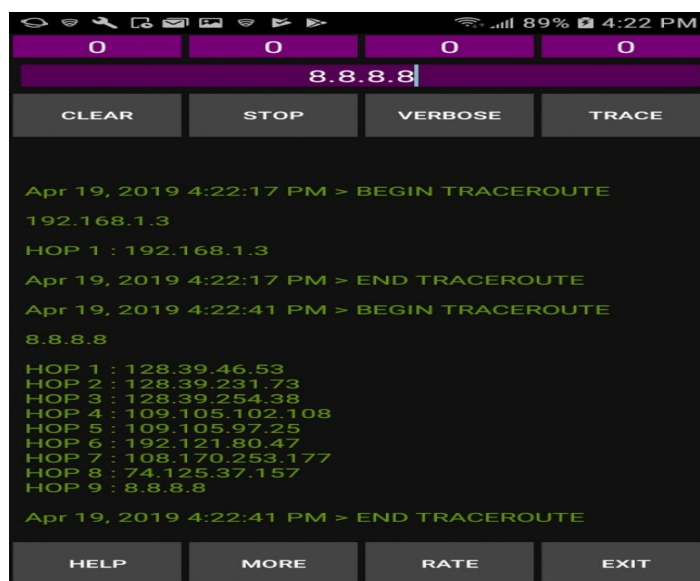 89% 4:22 PM
0 0 0 0
8.8.8.8
CLEAR STOP VERBOSE TRACE
Apr 19, 2019 4:22:17 PM > BEGIN TRACEROUTE
192.168.1.3
HOP 1 : 192.168.1.3
Apr 19, 2019 4:22:17 PM > END TRACEROUTE
Apr 19, 2019 4:22:41 PM > BEGIN TRACEROUTE
8.8.8.8
HOP 1 : 128.39.46.53
HOP 2 : 128.39.231.73
HOP 3 : 128.39.254.38
HOP 4 : 109.105.102.108
HOP 5 : 109.105.97.25
HOP 6 : 192.121.80.47
HOP 7 : 108.170.253.177
HOP 8 : 74.125.37.157
HOP 9 : 8.8.8.8
Apr 19, 2019 4:22:41 PM > END TRACEROUTE
HELP MORE RATE EXIT